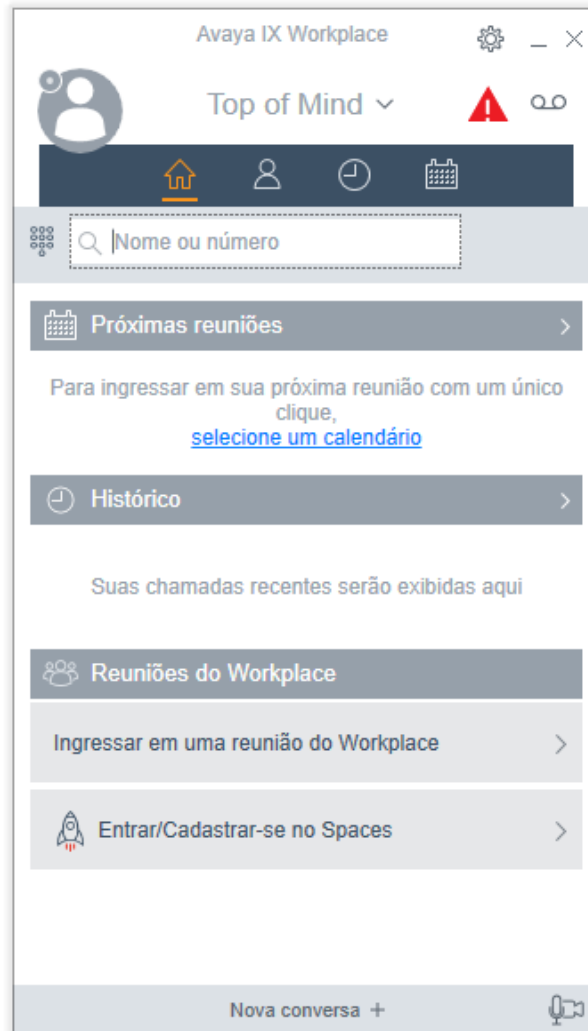 Avaya IX Workplace
Top of Mind
Nome ou número
Próximas reuniões
Para ingressar em sua próxima reunião com um único
clique,
selecione um calendário
Histórico
Suas chamadas recentes serão exibidas aqui
Reuniões do Workplace
Ingressar em uma reunião do Workplace
Entrar/Cadastrar-se no Spaces
Nova conversa +